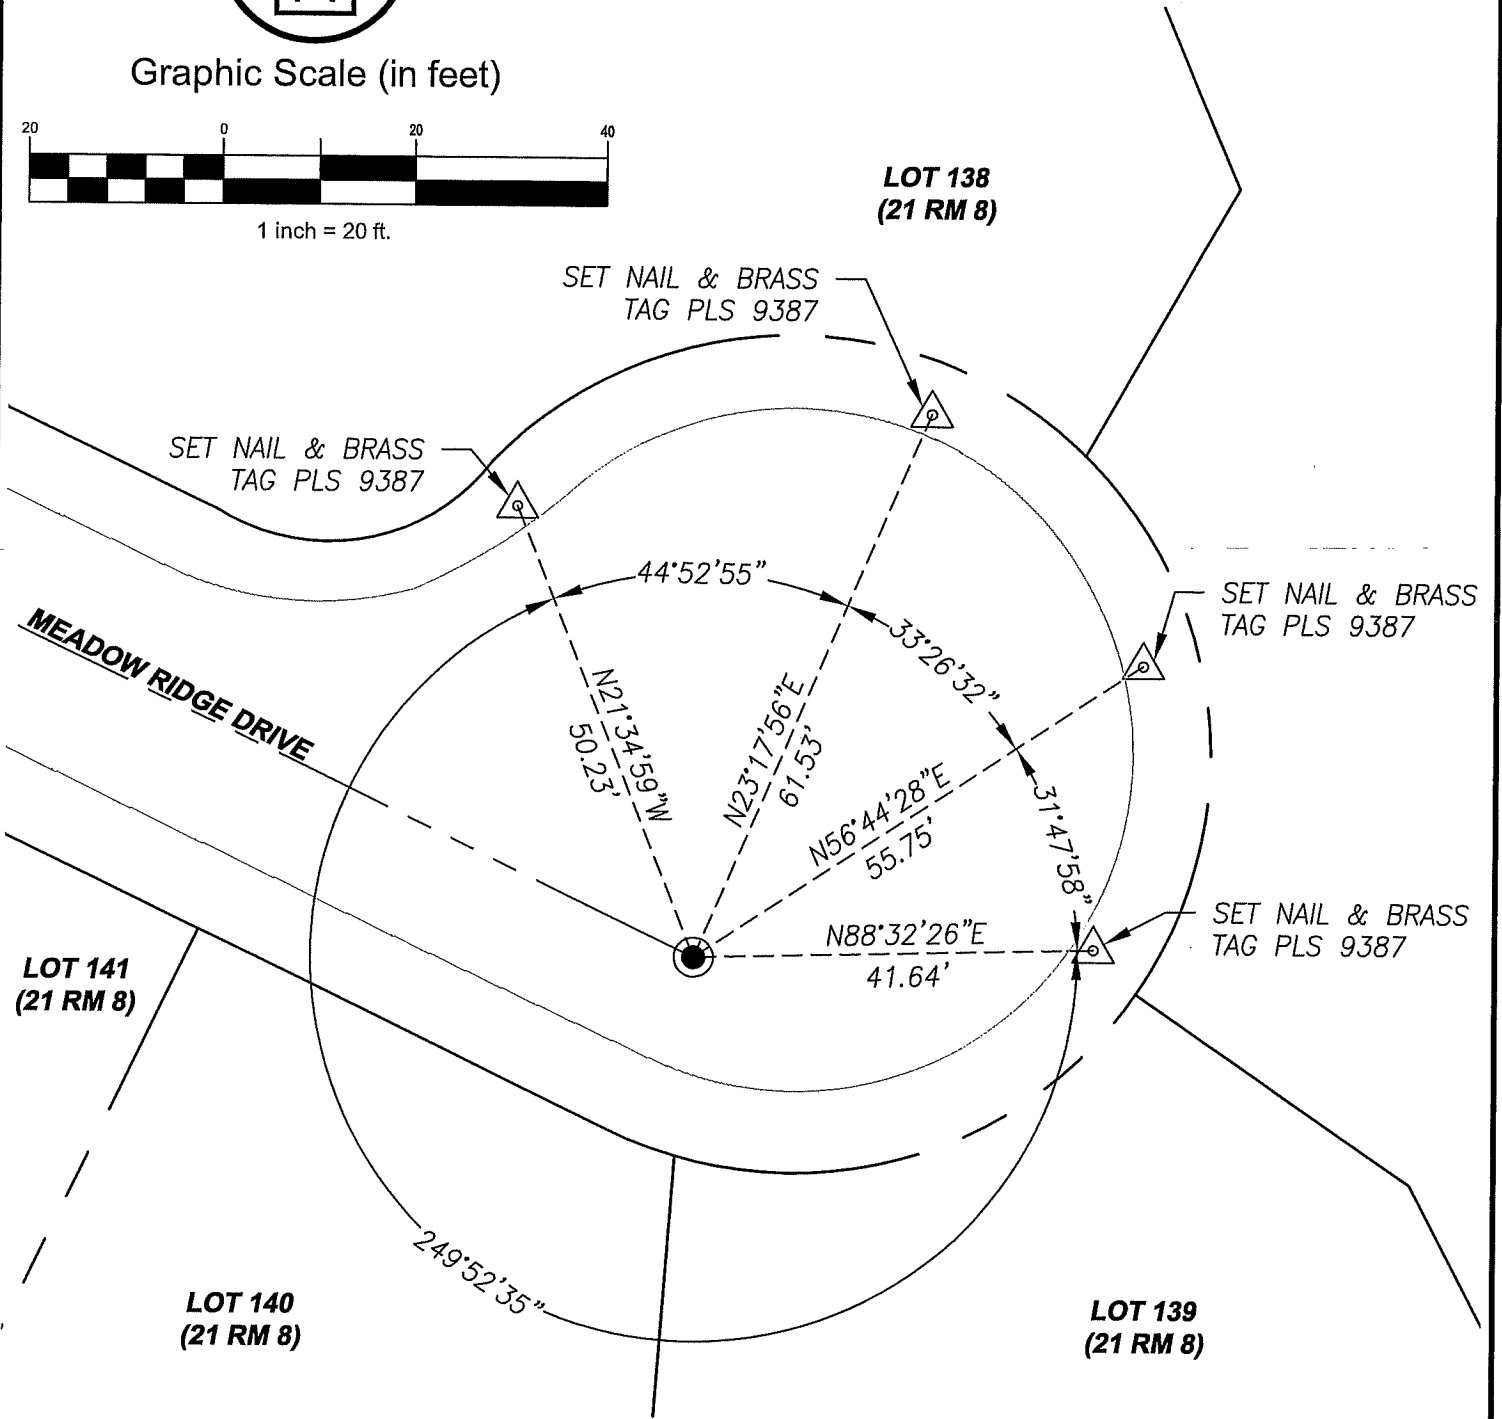 Graphic Scale (in feet)
20 0 20 40
1 inch = 20 ft.
LOT 138
(21 RM 8)
SET NAIL & BRASS
TAG PLS 9387
SET NAIL & BRASS
TAG PLS 9387
44°52'55"
33°26'32"
SET NAIL & BRASS
TAG PLS 9387
MEADOW RIDGE DRIVE
N21°34'59"W
50.23'
N23°17'56"E
61.53'
N56°44'28"E
55.75'
31°47'58"
N88°32'26"E
41.64'
SET NAIL & BRASS
TAG PLS 9387
LOT 141
(21 RM 8)
249°52'35"
LOT 140
(21 RM 8)
LOT 139
(21 RM 8)